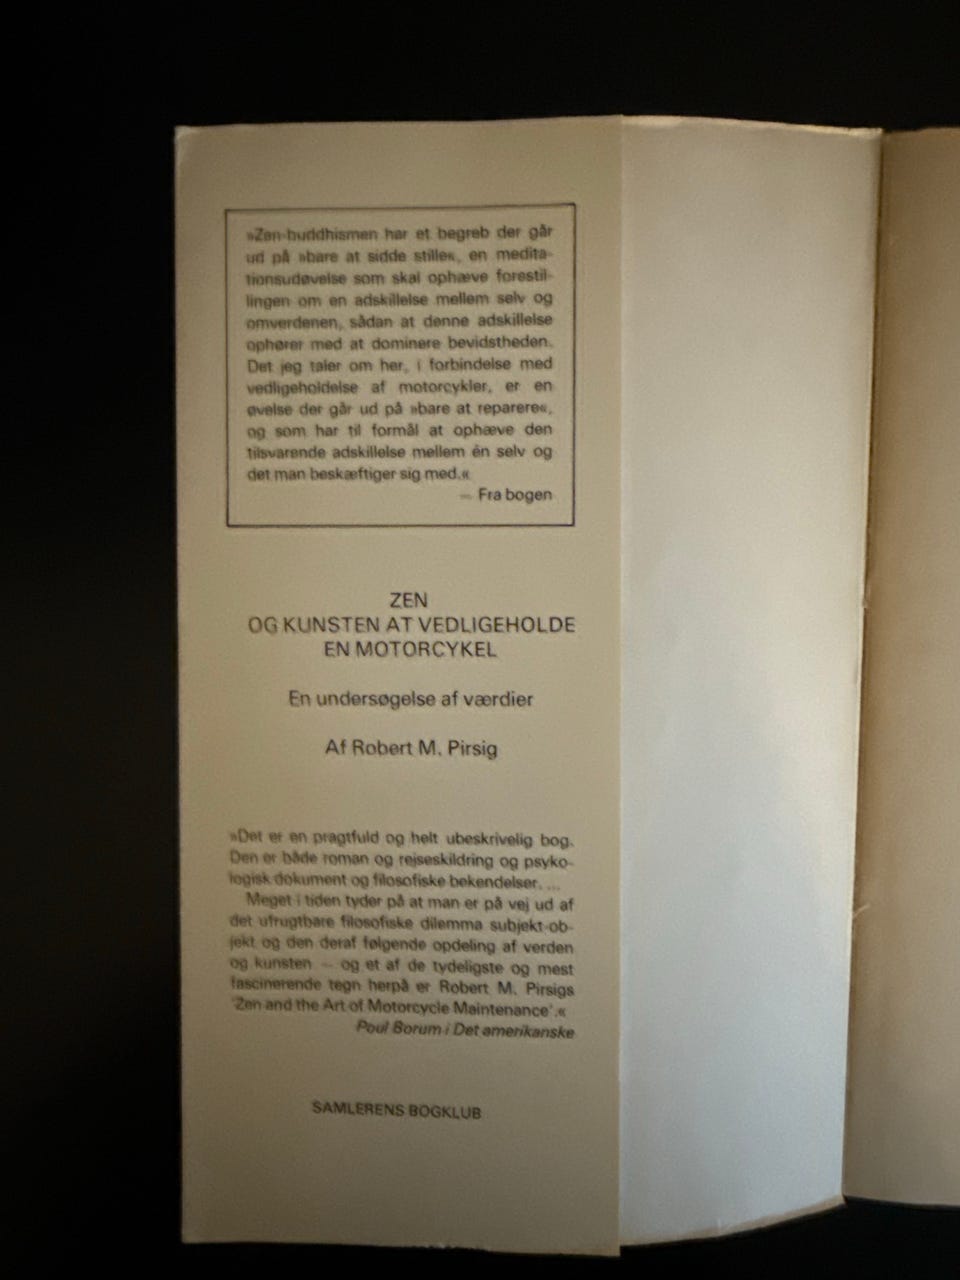 »Zen-buddhismen har et begreb der går
ud på »bare at sidde stille«, en medita-
tionsudøvelse som skal ophæve forestil-
lingen om en adskillelse mellem selv og
omverdenen, sådan at denne adskillelse
ophører med at dominere bevidstheden.
Det jeg taler om her, i forbindelse med
vedligeholdelse af motorcykler, er en
øvelse der går ud på »bare at reparere«,
og som har til formål at ophæve den
tilsvarende adskillelse mellem én selv og
det man beskæftiger sig med.«
— Fra bogen
ZEN
OG KUNSTEN AT VEDLIGEHOLDE
EN MOTORCYKEL
En undersøgelse af værdier
Af Robert M. Pirsig
»Det er en pragtfuld og helt ubeskrivelig bog.
Den er både roman og rejseskildring og psyko-
logisk dokument og filosofiske bekendelser. ...
Meget i tiden tyder på at man er på vej ud af
det ufrugtbare filosofiske dilemma subjekt-ob-
jekt og den deraf følgende opdeling af verden
og kunsten — og et af de tydeligste og mest
fascinerende tegn herpå er Robert M. Pirsigs
'Zen and the Art of Motorcycle Maintenance'.«
Poul Borum i Det amerikanske
SAMLERENS BOGKLUB